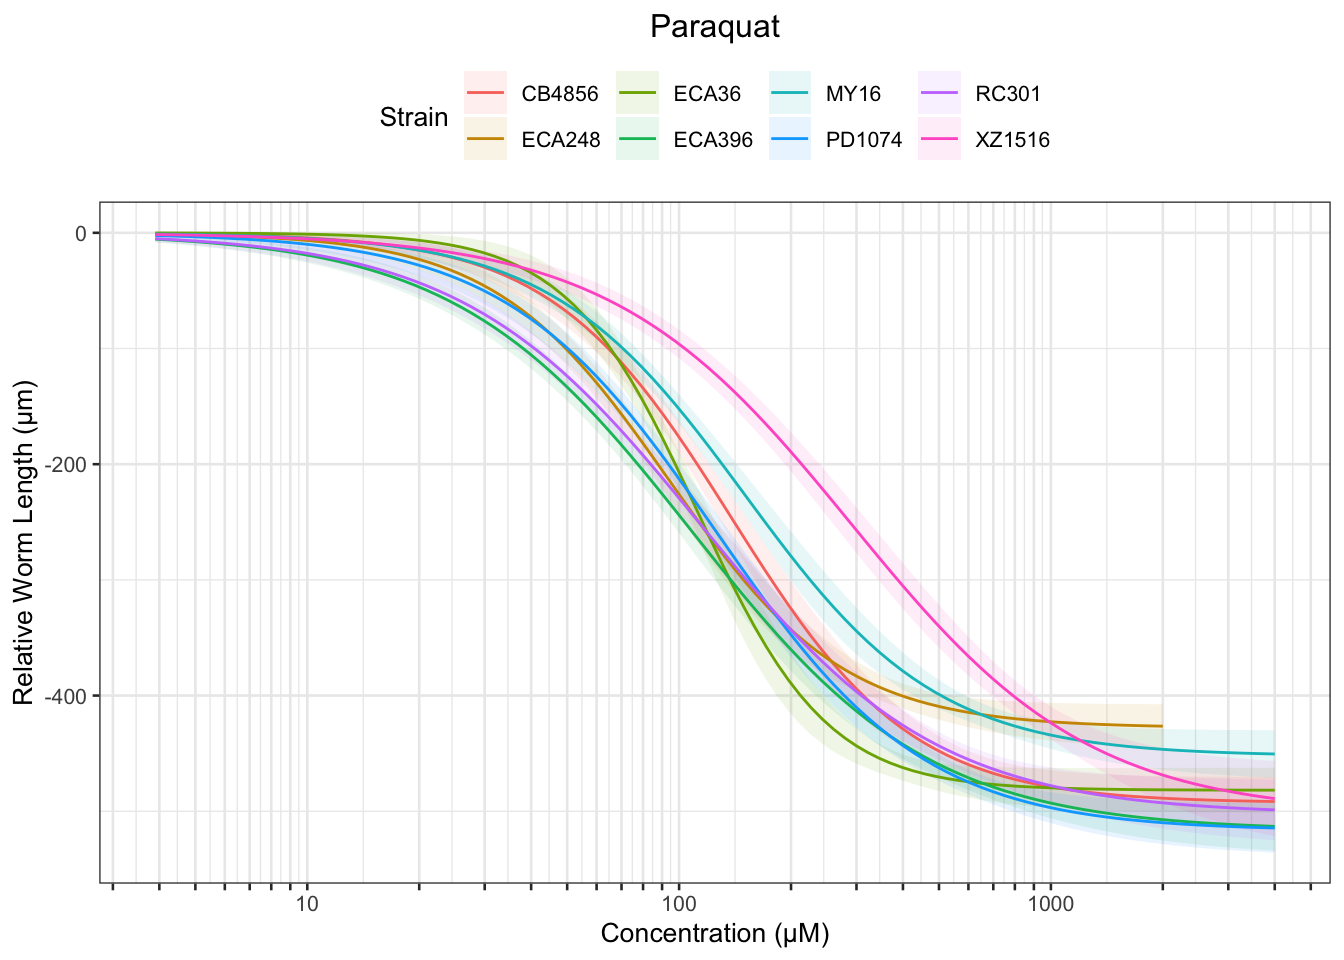 Paraquat
Strain
CB4856 ECA36 MY16 RC301
ECA248 ECA396 PD1074 XZ1516
Relative Worm Length (µm)
0
-200
-400
10 100 1000
Concentration (µM)